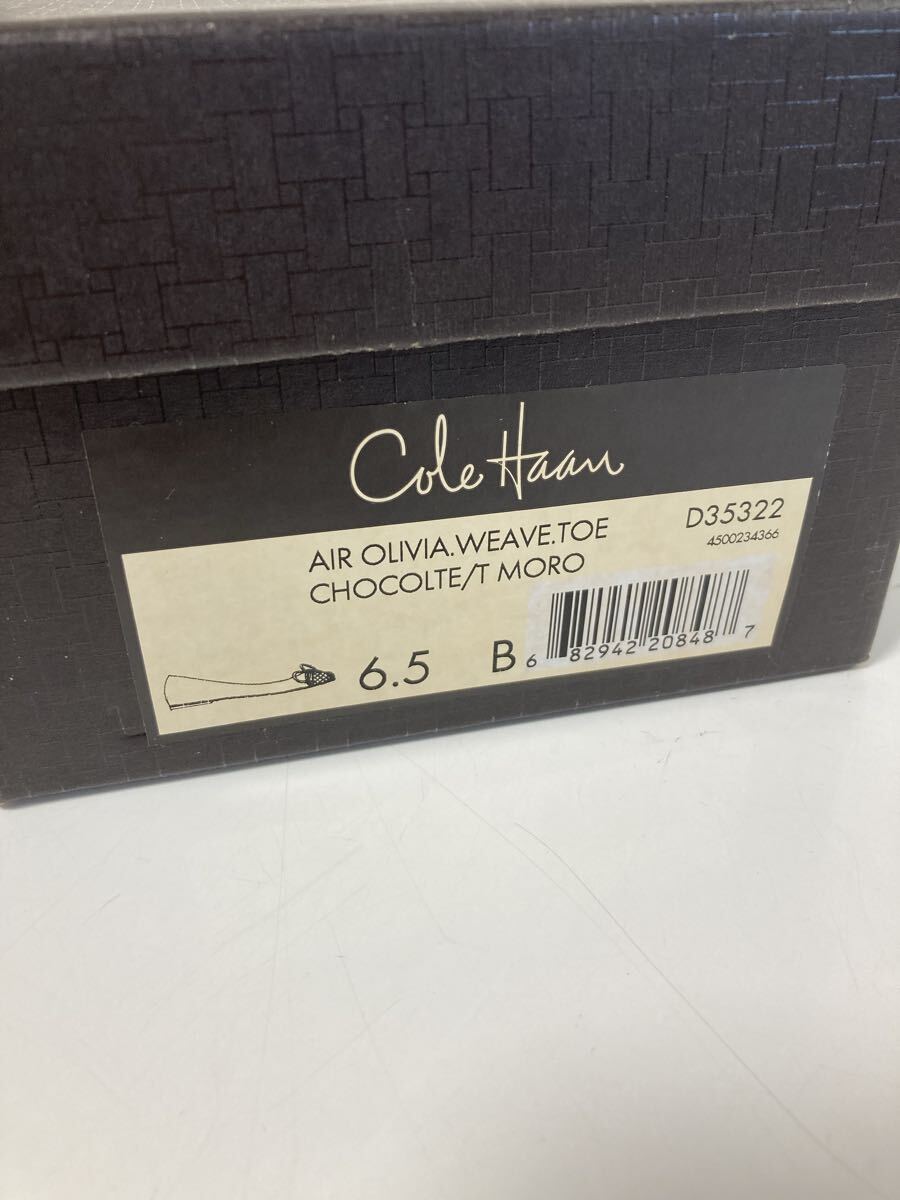 Cole Haan
AIR OLIVIA.WEAVE.TOE D35322
CHOCOLTE/T MORO 4500234366
6.5 B
6 82942 20848 7